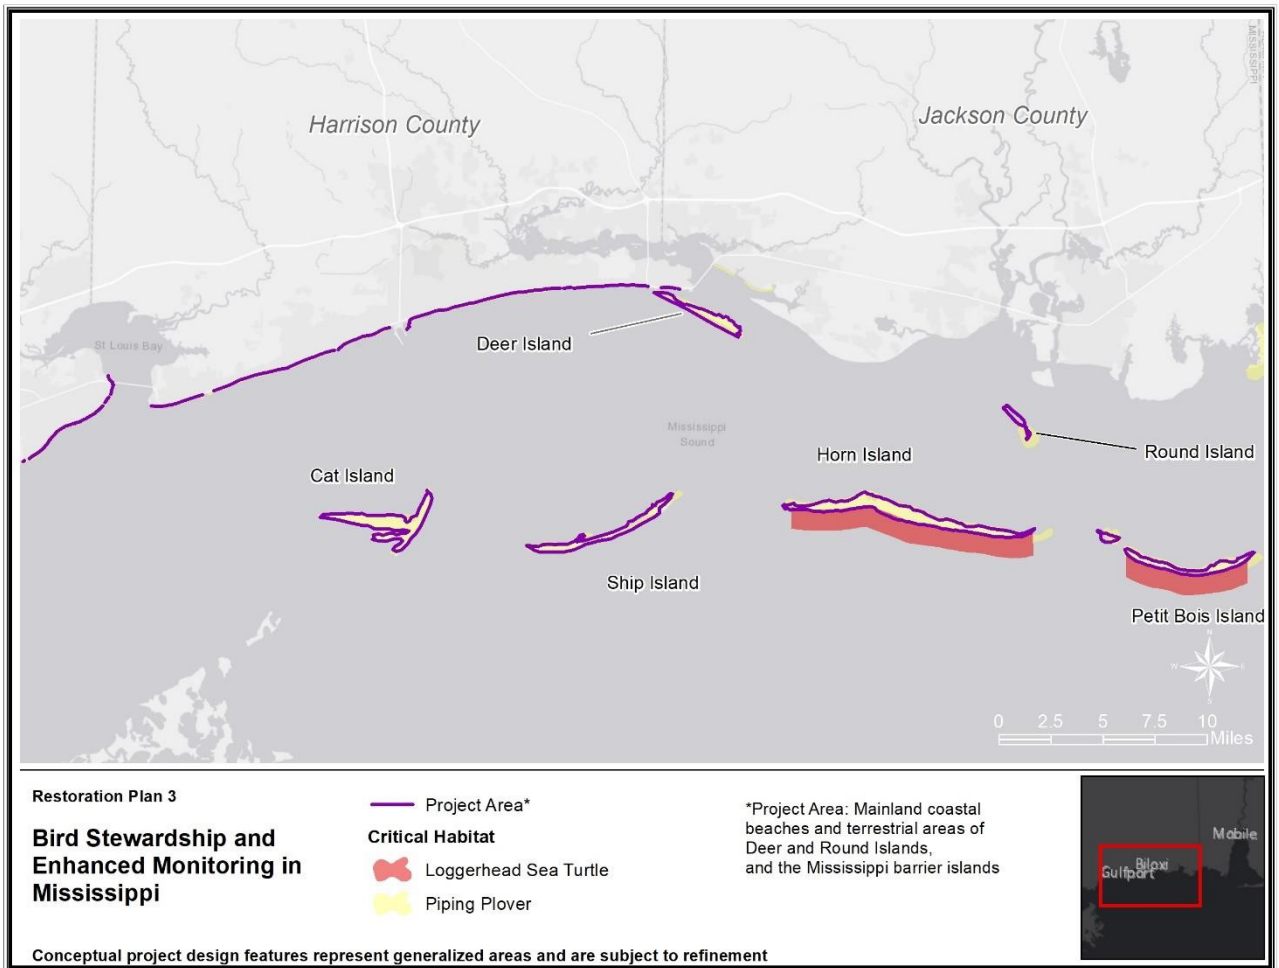 MISSISSIPPI
Harrison County
Jackson County
St Louis Bay
Deer Island
Mississippi
Sound
Round Island
Horn Island
Cat Island
Ship Island
Petit Bois Island
N
W
E
S
0 2.5 5 7.5 10
Miles
Restoration Plan 3
Bird Stewardship and
Enhanced Monitoring in
Mississippi
Project Area*
Critical Habitat
Loggerhead Sea Turtle
Piping Plover
*Project Area: Mainland coastal
beaches and terrestrial areas of
Deer and Round Islands,
and the Mississippi barrier islands
Mobile
Biloxi
Gulfport
Conceptual project design features represent generalized areas and are subject to refinement